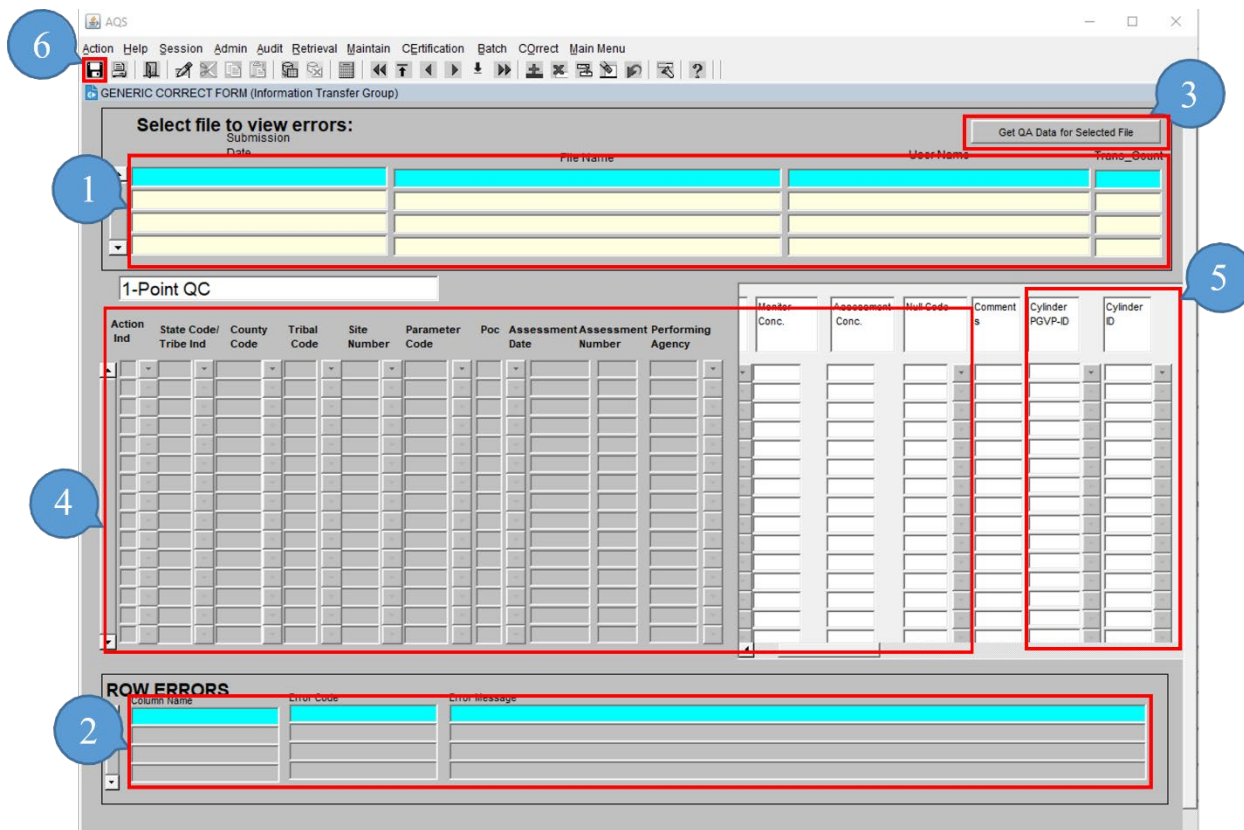 AQS
6
Action Help Session Admin Audit Retrieval Maintain CErtification Batch COrrect Main Menu
GENERIC CORRECT FORM (Information Transfer Group)
3
Select file to view errors:
Get QA Data for Selected File
Submission
Date
File Name
User Name
Trans_Count
1
5
1-Point QC
Action
Ind
State Code/
Tribe Ind
County
Code
Tribal
Code
Site
Number
Parameter
Code
Poc
Assessment
Date
Assessment
Number
Performing
Agency
Monitor
Conc.
Assessment
Conc.
Null Code
Comment
s
Cylinder
PGVP-ID
Cylinder
ID
4
ROW ERRORS
Column Name
Error Code
Error Message
2